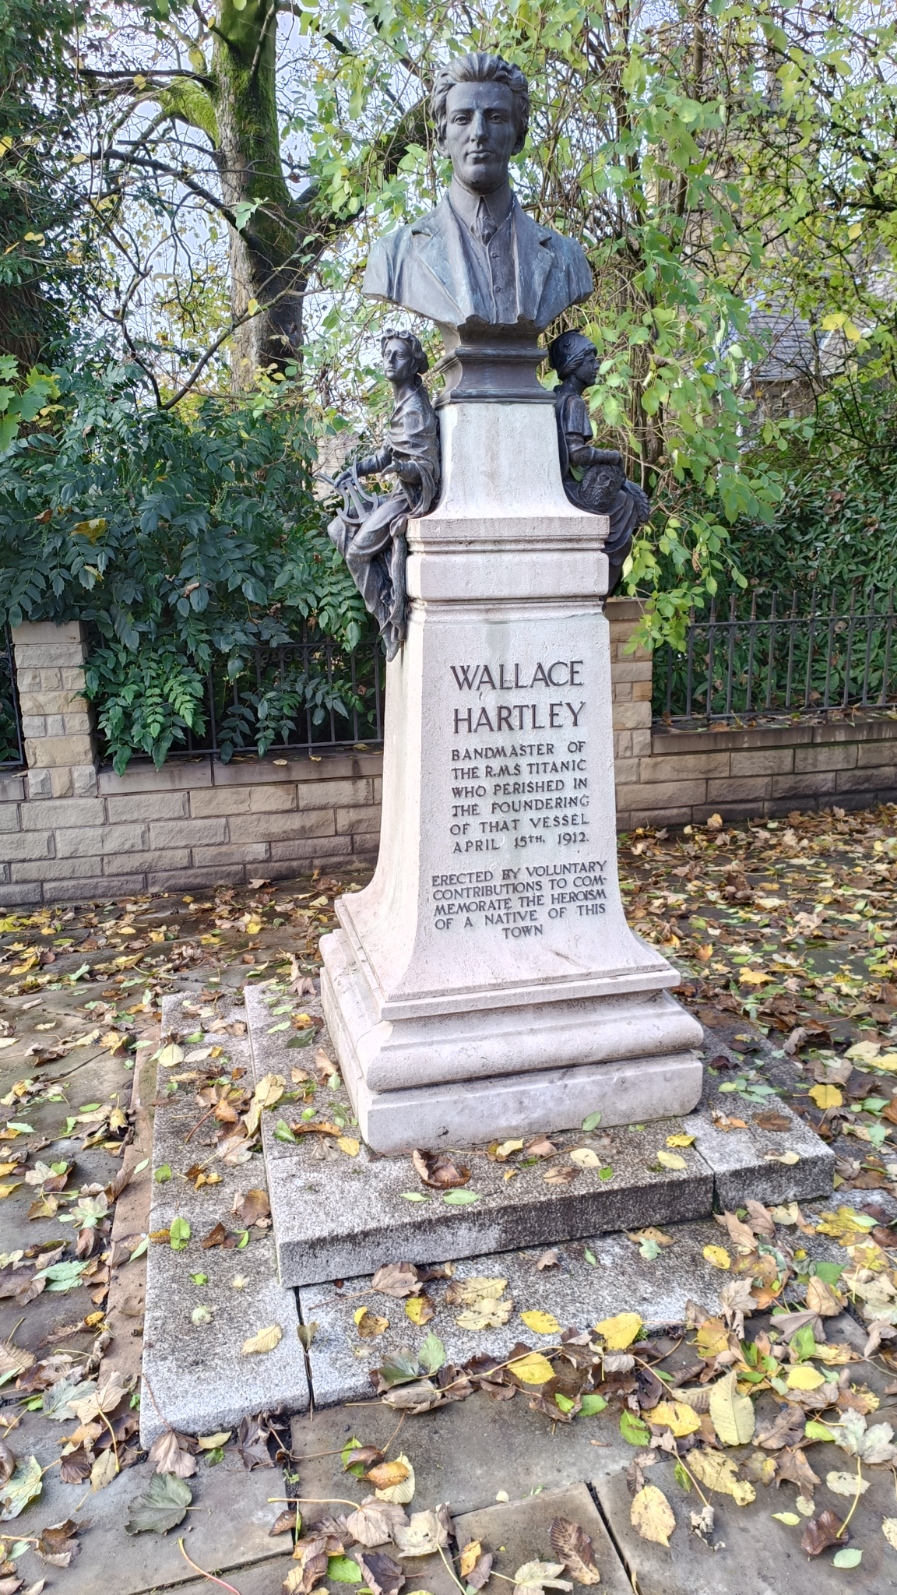 WALLACE
HARTLEY
BANDMASTER OF
THE R.M.S TITANIC
WHO PERISHED IN
THE FOUNDERING
OF THAT VESSEL
APRIL 15TH. 1912.
ERECTED BY VOLUNTARY
CONTRIBUTIONS TO COM
MEMORATE THE HEROISM
OF A NATIVE OF THIS
TOWN